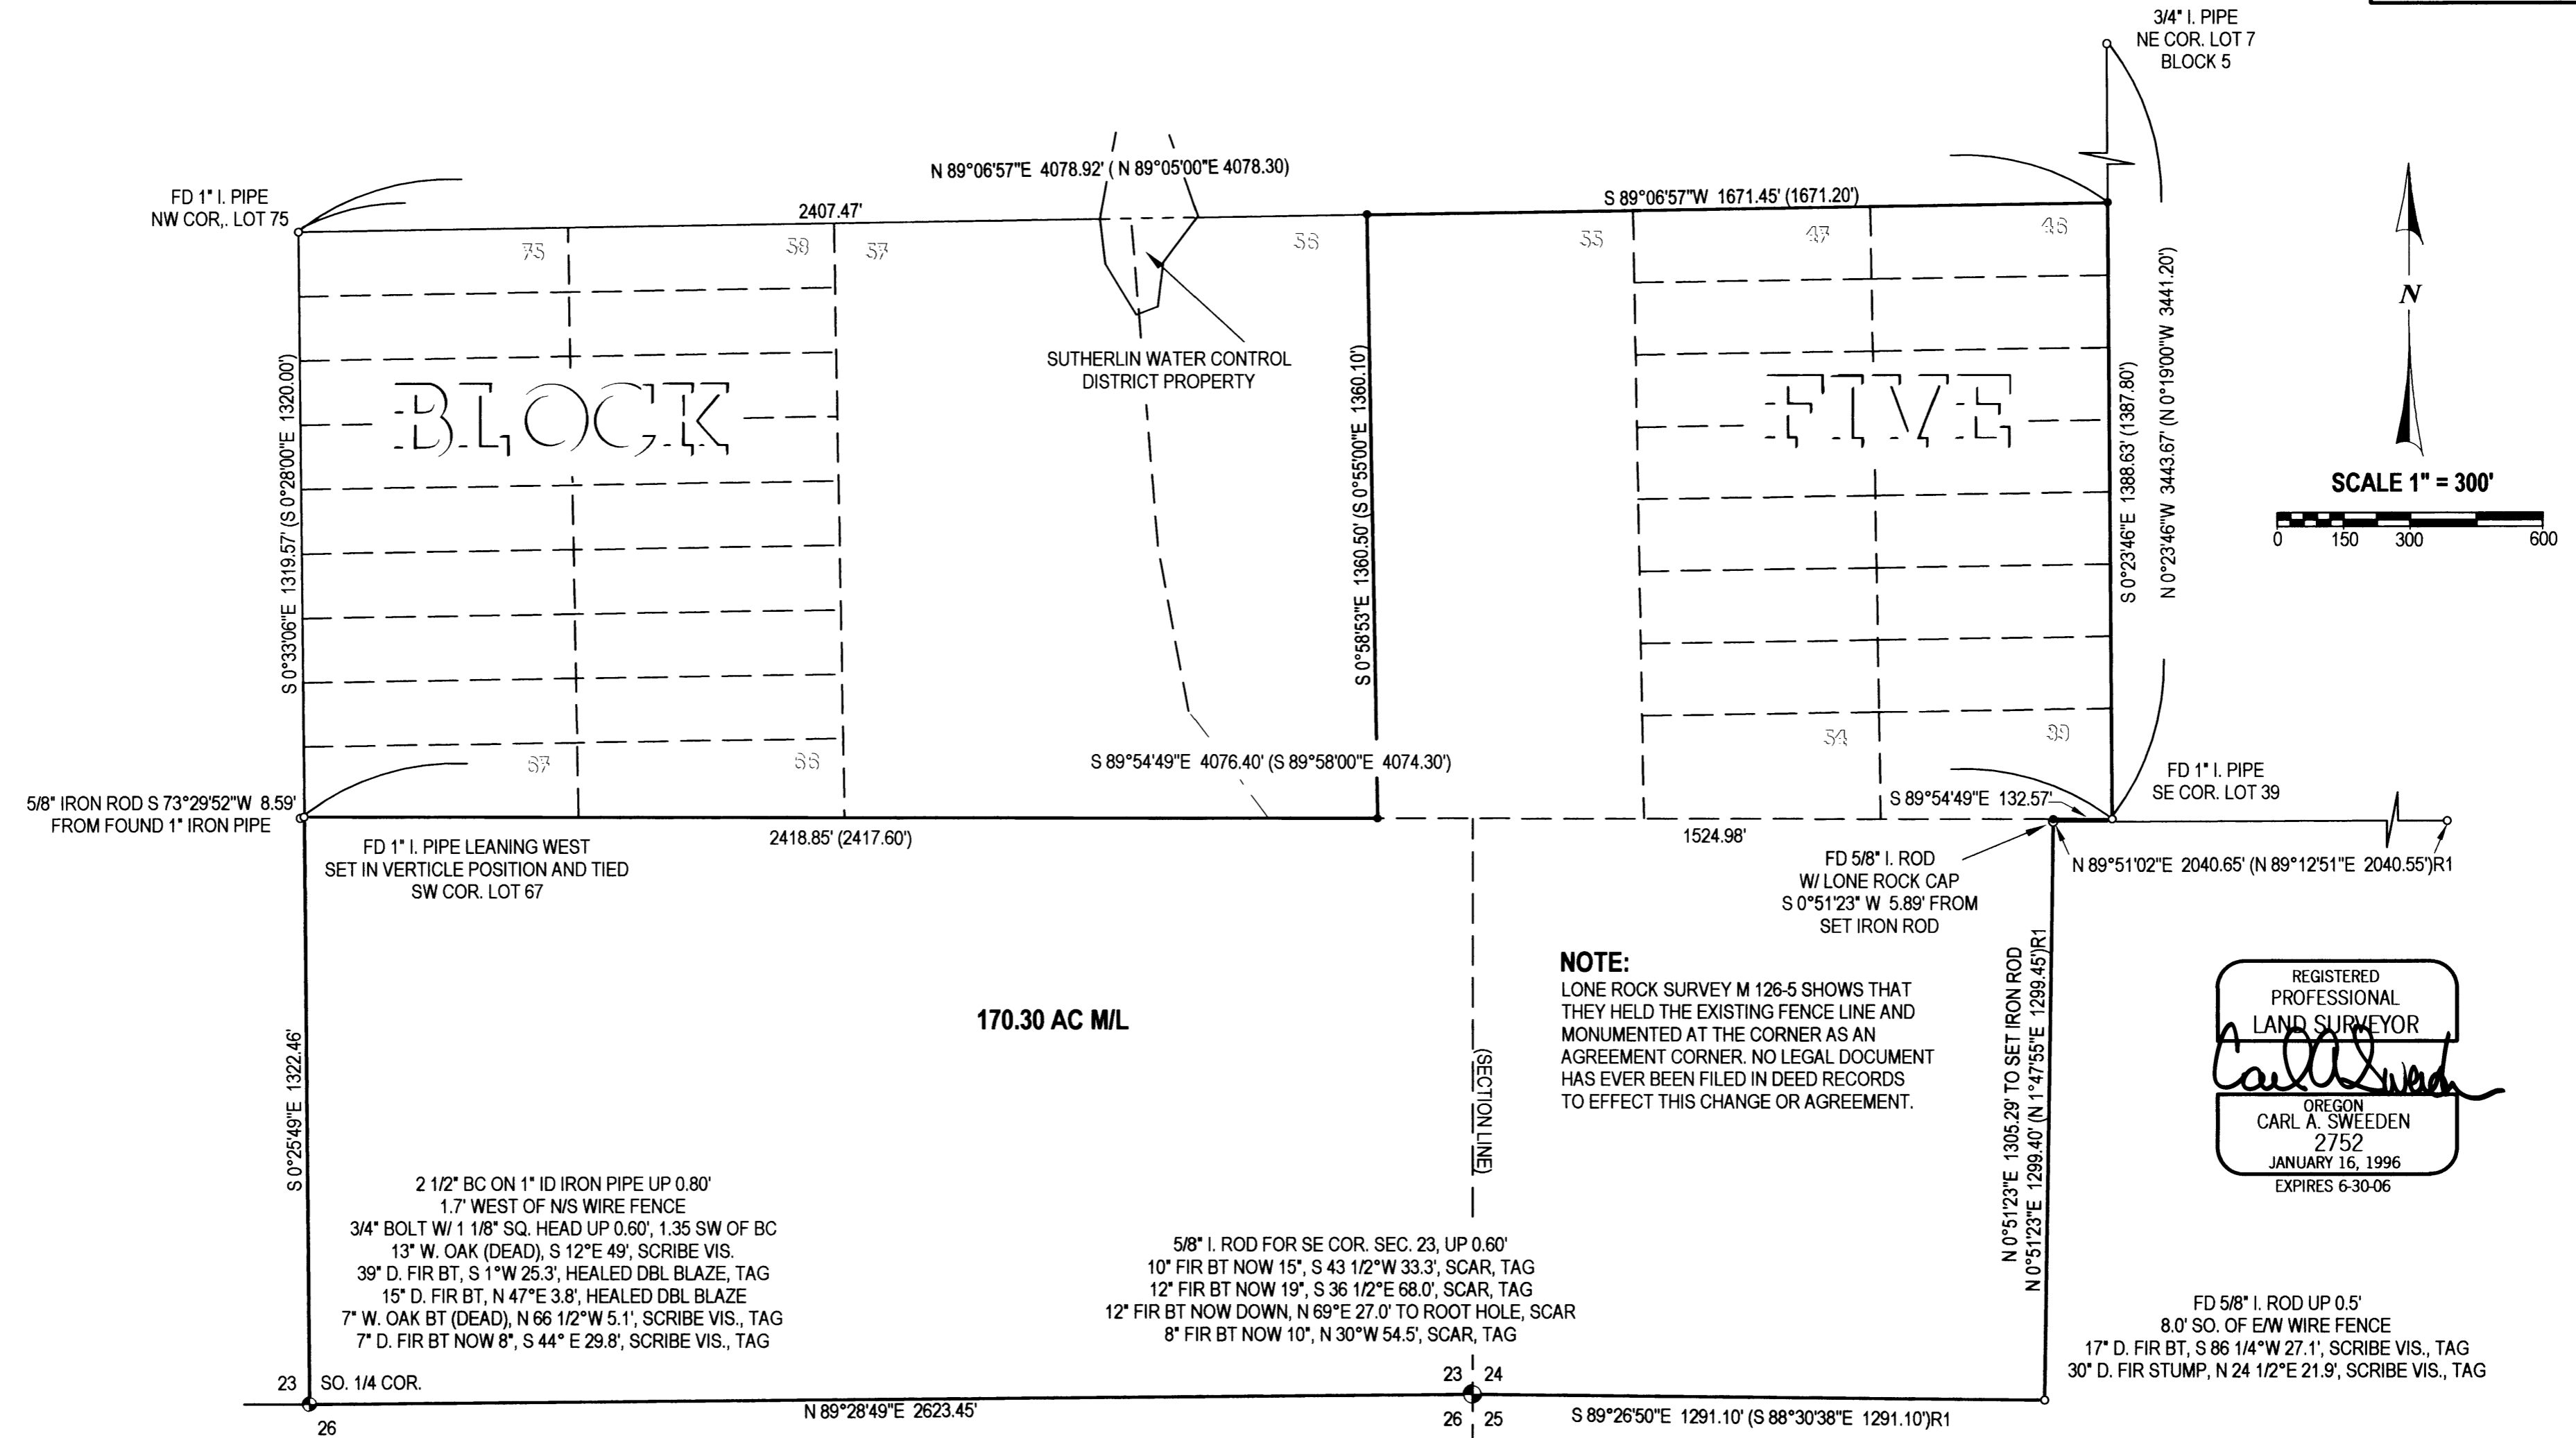 3/4" I. PIPE
NE COR. LOT 7
BLOCK 5
N 89°06'57"E 4078.92' ( N 89°05'00"E 4078.30)
FD 1" I. PIPE
NW COR,. LOT 75
2407.47'
S 89°06'57"W 1671.45' (1671.20')
75
58
57
56
55
47
46
SUTHERLIN WATER CONTROL
DISTRICT PROPERTY
BLOCK
FIVE
S 0°33'06"E 1319.57' (S 0°28'00"E 1320.00')
S 0°58'53"E 1360.50' (S 0°55'00"E 1360.10')
S 0°23'46"E 1388.63' (1387.80')
N 0°23'46"W 3443.67' (N 0°19'00"W 3441.20')
N
SCALE 1" = 300'
0 150 300 600
67
66
54
39
S 89°54'49"E 4076.40' (S 89°58'00"E 4074.30')
5/8" IRON ROD S 73°29'52"W 8.59'
FROM FOUND 1" IRON PIPE
FD 1" I. PIPE
SE COR. LOT 39
S 89°54'49"E 132.57'
FD 1" I. PIPE LEANING WEST
SET IN VERTICLE POSITION AND TIED
SW COR. LOT 67
2418.85' (2417.60')
1524.98'
FD 5/8" I. ROD
W/ LONE ROCK CAP
S 0°51'23" W 5.89' FROM
SET IRON ROD
N 89°51'02"E 2040.65' (N 89°12'51"E 2040.55')R1
NOTE:
LONE ROCK SURVEY M 126-5 SHOWS THAT
THEY HELD THE EXISTING FENCE LINE AND
MONUMENTED AT THE CORNER AS AN
AGREEMENT CORNER. NO LEGAL DOCUMENT
HAS EVER BEEN FILED IN DEED RECORDS
TO EFFECT THIS CHANGE OR AGREEMENT.
170.30 AC M/L
(SECTION LINE)
S 0°25'49"E 1322.46'
N 0°51'23"E 1305.29' TO SET IRON ROD
N 0°51'23"E 1299.40' (N 1°47'55"E 1299.45')R1
REGISTERED
PROFESSIONAL
LAND SURVEYOR
Carl A Sweeden
OREGON
CARL A. SWEEDEN
2752
JANUARY 16, 1996
EXPIRES 6-30-06
2 1/2" BC ON 1" ID IRON PIPE UP 0.80'
1.7' WEST OF N/S WIRE FENCE
3/4" BOLT W/ 1 1/8" SQ. HEAD UP 0.60', 1.35 SW OF BC
13" W. OAK (DEAD), S 12°E 49', SCRIBE VIS.
39" D. FIR BT, S 1°W 25.3', HEALED DBL BLAZE, TAG
15" D. FIR BT, N 47°E 3.8', HEALED DBL BLAZE
7" W. OAK BT (DEAD), N 66 1/2°W 5.1', SCRIBE VIS., TAG
7" D. FIR BT NOW 8", S 44° E 29.8', SCRIBE VIS., TAG
5/8" I. ROD FOR SE COR. SEC. 23, UP 0.60'
10" FIR BT NOW 15", S 43 1/2°W 33.3', SCAR, TAG
12" FIR BT NOW 19", S 36 1/2°E 68.0', SCAR, TAG
12" FIR BT NOW DOWN, N 69°E 27.0' TO ROOT HOLE, SCAR
8" FIR BT NOW 10", N 30°W 54.5', SCAR, TAG
FD 5/8" I. ROD UP 0.5'
8.0' SO. OF E/W WIRE FENCE
17" D. FIR BT, S 86 1/4°W 27.1', SCRIBE VIS., TAG
30" D. FIR STUMP, N 24 1/2°E 21.9', SCRIBE VIS., TAG
23 SO. 1/4 COR.
26
N 89°28'49"E 2623.45'
23 24
26 25
S 89°26'50"E 1291.10' (S 88°30'38"E 1291.10')R1